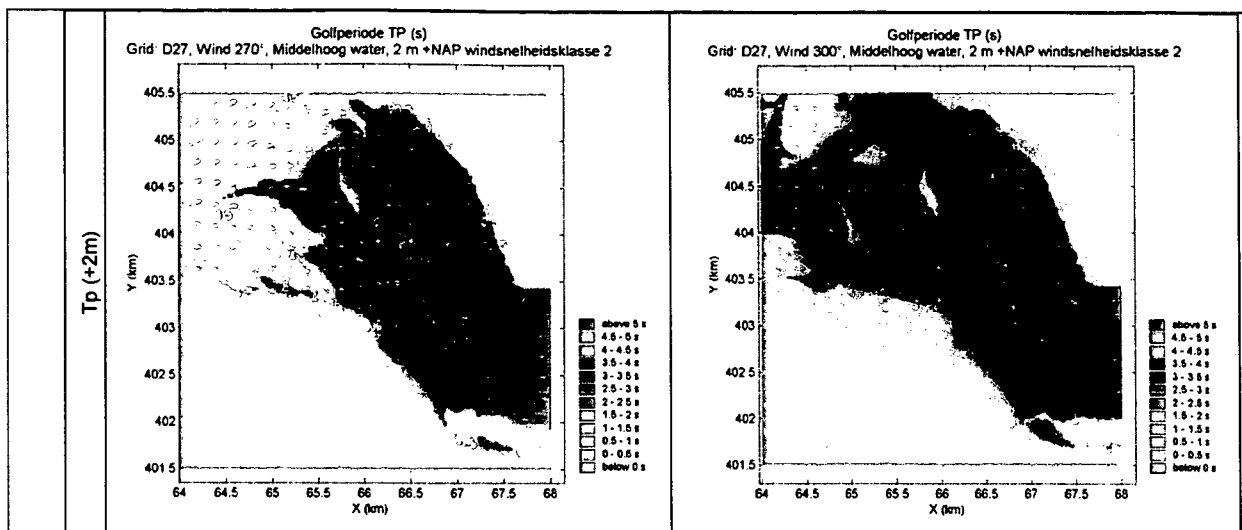 Tp (+2m)
Golfperiode TP (s)
Grid: D27, Wind 270°, Middelhoog water, 2 m +NAP windsnelheidsklasse 2
405.5
405
404.5
404
403.5
403
402.5
402
401.5
Y (km)
64 64.5 65 65.5 66 66.5 67 67.5 68
X (km)
above 5 s
4.5 - 5 s
4 - 4.5 s
3.5 - 4 s
3 - 3.5 s
2.5 - 3 s
2 - 2.5 s
1.5 - 2 s
1 - 1.5 s
0.5 - 1 s
0 - 0.5 s
below 0 s
Golfperiode TP (s)
Grid: D27, Wind 300°, Middelhoog water, 2 m +NAP windsnelheidsklasse 2
405.5
405
404.5
404
403.5
403
402.5
402
401.5
Y (km)
64 64.5 65 65.5 66 66.5 67 67.5 68
X (km)
above 5 s
4.5 - 5 s
4 - 4.5 s
3.5 - 4 s
3 - 3.5 s
2.5 - 3 s
2 - 2.5 s
1.5 - 2 s
1 - 1.5 s
0.5 - 1 s
0 - 0.5 s
below 0 s